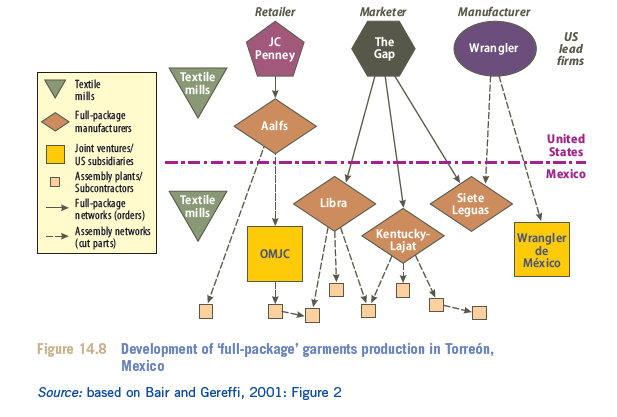 Retailer
Marketer
Manufacturer
JC
Penney
The
Gap
Wrangler
US
lead
firms
Textile
mills
Full-package
manufacturers
Joint ventures/
US subsidiaries
Assembly plants/
Subcontractors
Full-package
networks (orders)
Assembly networks
(cut parts)
Textile
mills
Aalfs
United
States
Mexico
Textile
mills
Libra
Siete
Leguas
Kentucky-
Lajat
OMJC
Wrangler
de
México
Figure 14.8 Development of ‘full-package’ garments production in Torreón,
Mexico
Source: based on Bair and Gereffi, 2001: Figure 2